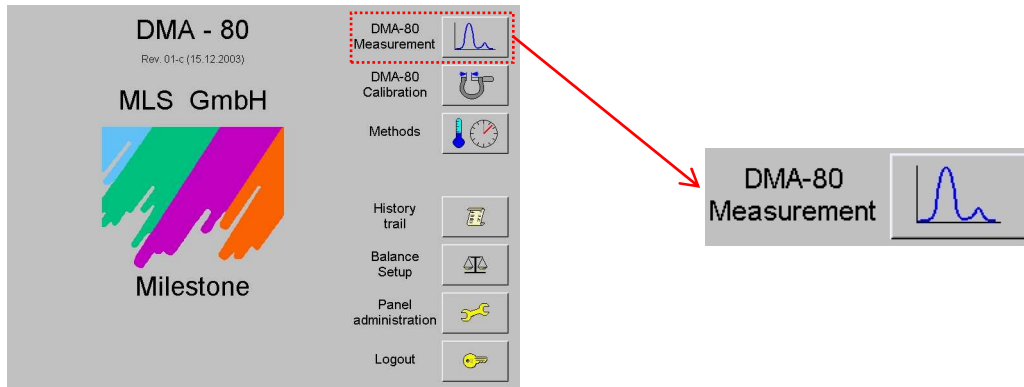 DMA - 80
Rev. 01-c (15.12.2003)
MLS GmbH
Milestone
DMA-80
Measurement
DMA-80
Calibration
Methods
History
trail
Balance
Setup
Panel
administration
Logout
DMA-80
Measurement